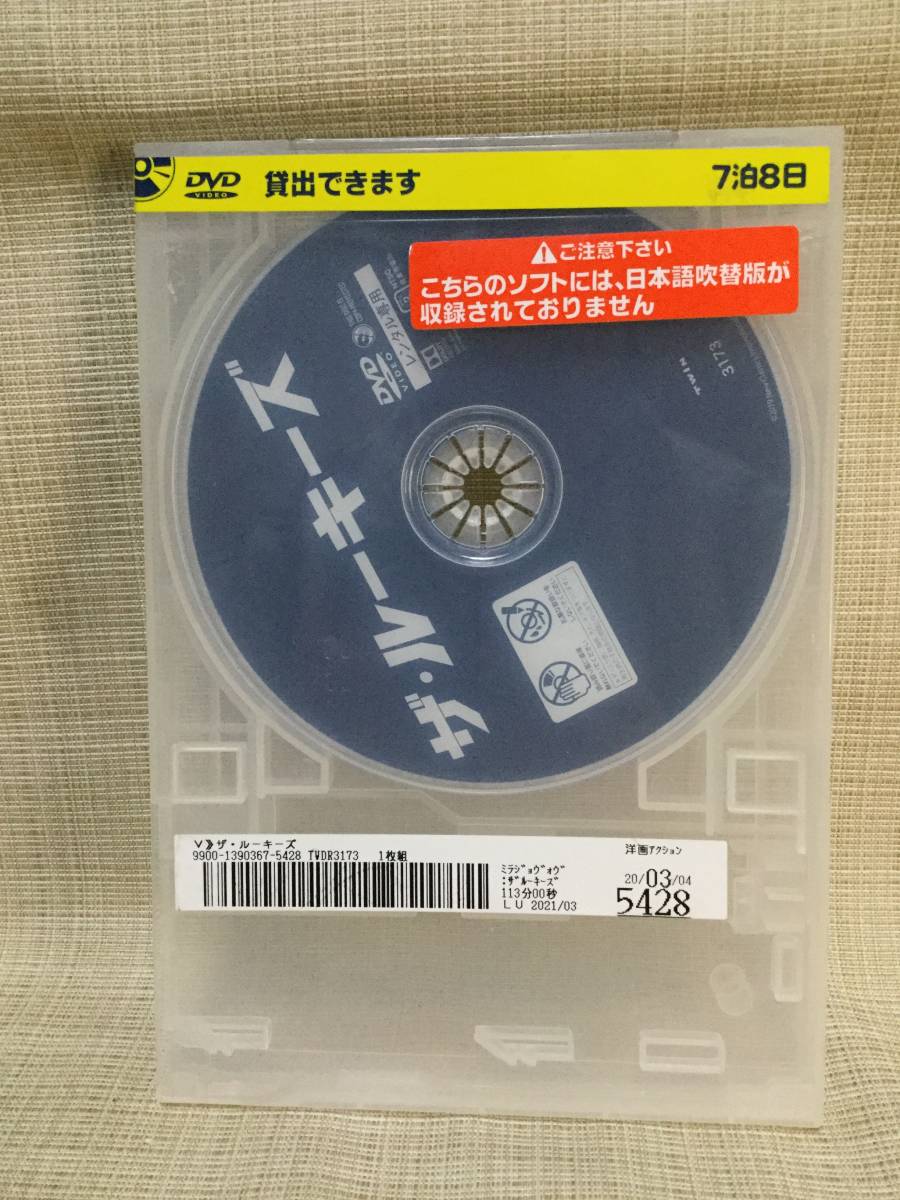 DVD VIDEO 貸出できます 7泊8日
ご注意下さい
こちらのソフトには、日本語吹替版が
収録されておりません
ザ・ルーキーズ
DVD VIDEO
レンタル専用
TWIN
3173
V》ザ・ルーキーズ
9900-1390367-5428 TWDR3173 1枚組
ミラジョヴォヴ
:ザルーキーズ
113分00秒
LU 2021/03
洋画アクション
20/03/04
5428